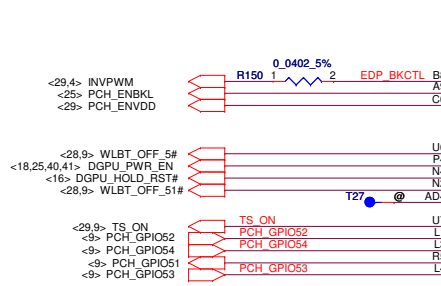 0_0402_5%
R150 1 2 EDP_BKCTL
<29,4> INVPWM
<25> PCH_ENBKL
<29> PCH_ENVDD
<28,9> WLBT_OFF_5#
<18,25,40,41> DGPU_PWR_EN
<16> DGPU_HOLD_RST#
<28,9> WLBT_OFF_51#
T27 @ AD
<29,9> TS_ON TS_ON
<9> PCH_GPIO52 PCH_GPIO52
<9> PCH_GPIO54 PCH_GPIO54
<9> PCH_GPIO51
<9> PCH_GPIO53 PCH_GPIO53